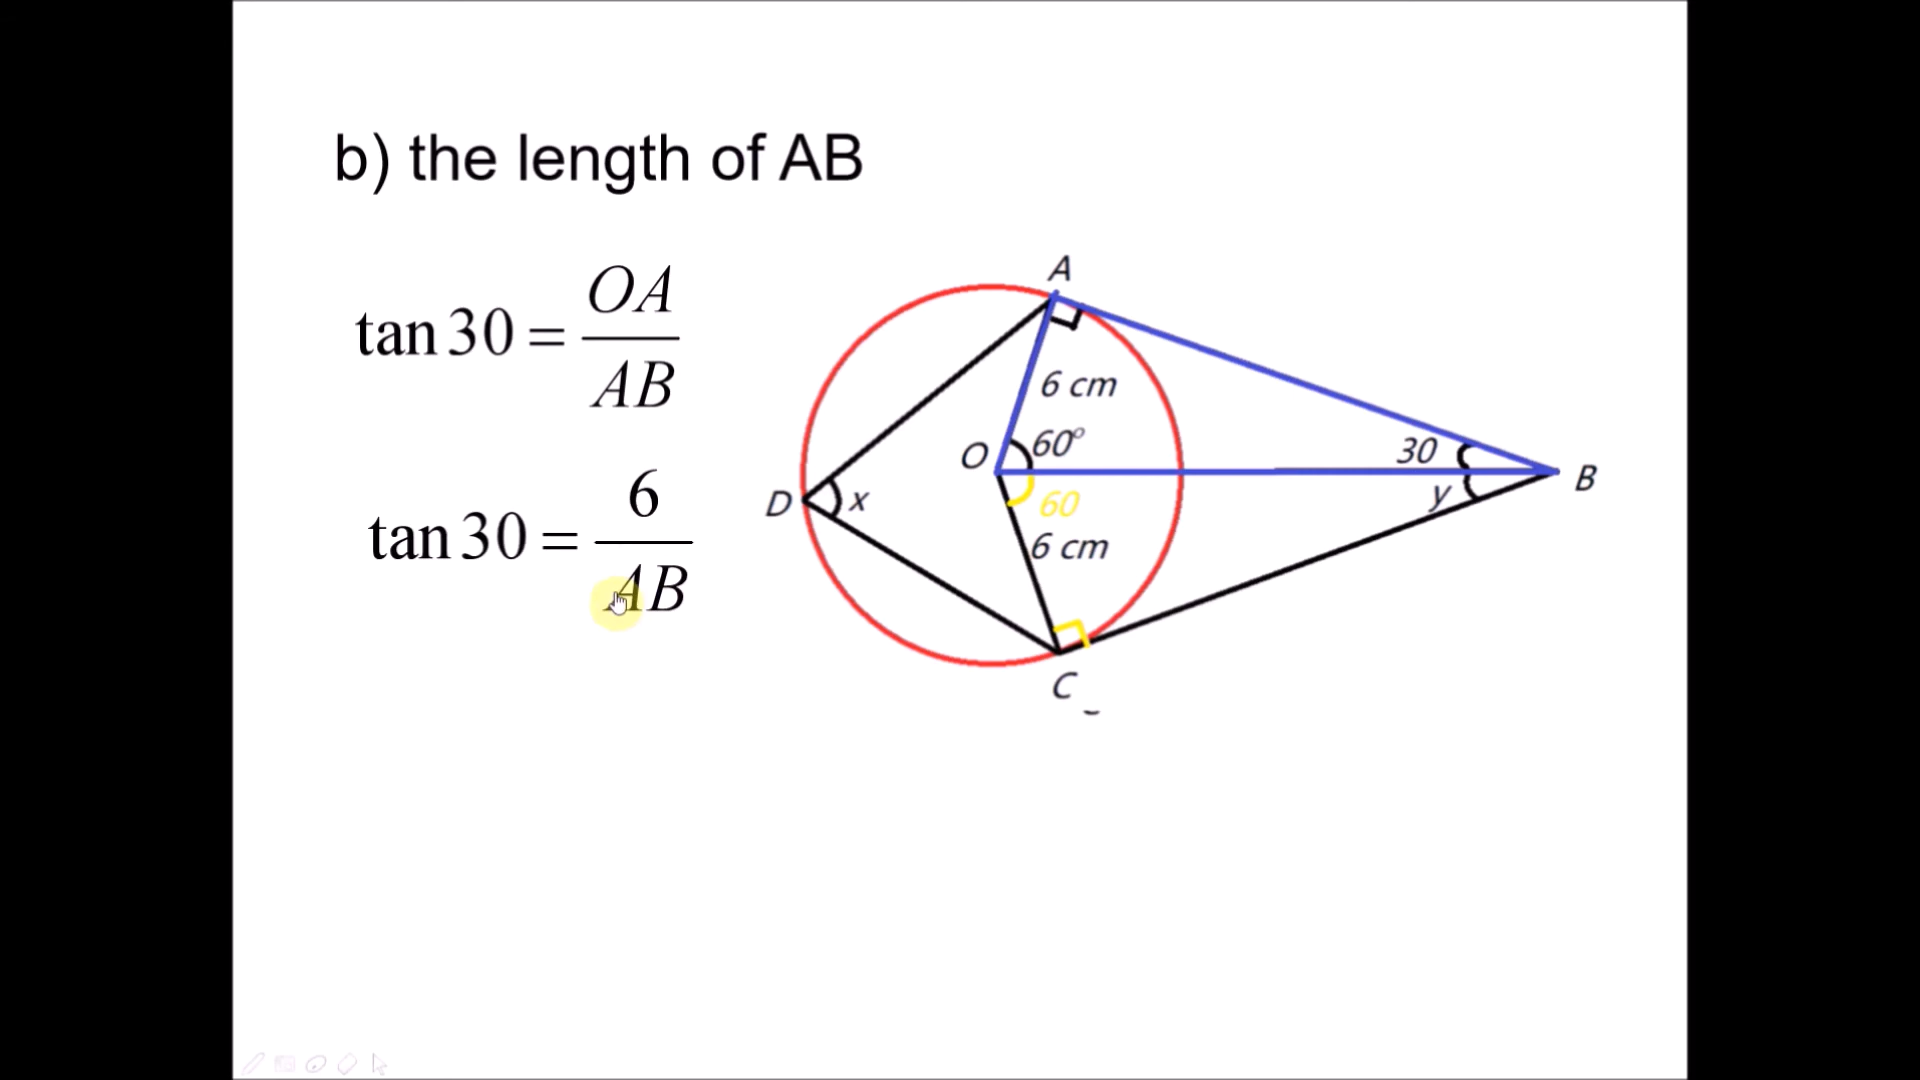 b) the length of AB
tan 30 = OA / AB
tan 30 = 6 / AB
A
6 cm
O 60°
30
B
D x
60
y
6 cm
C